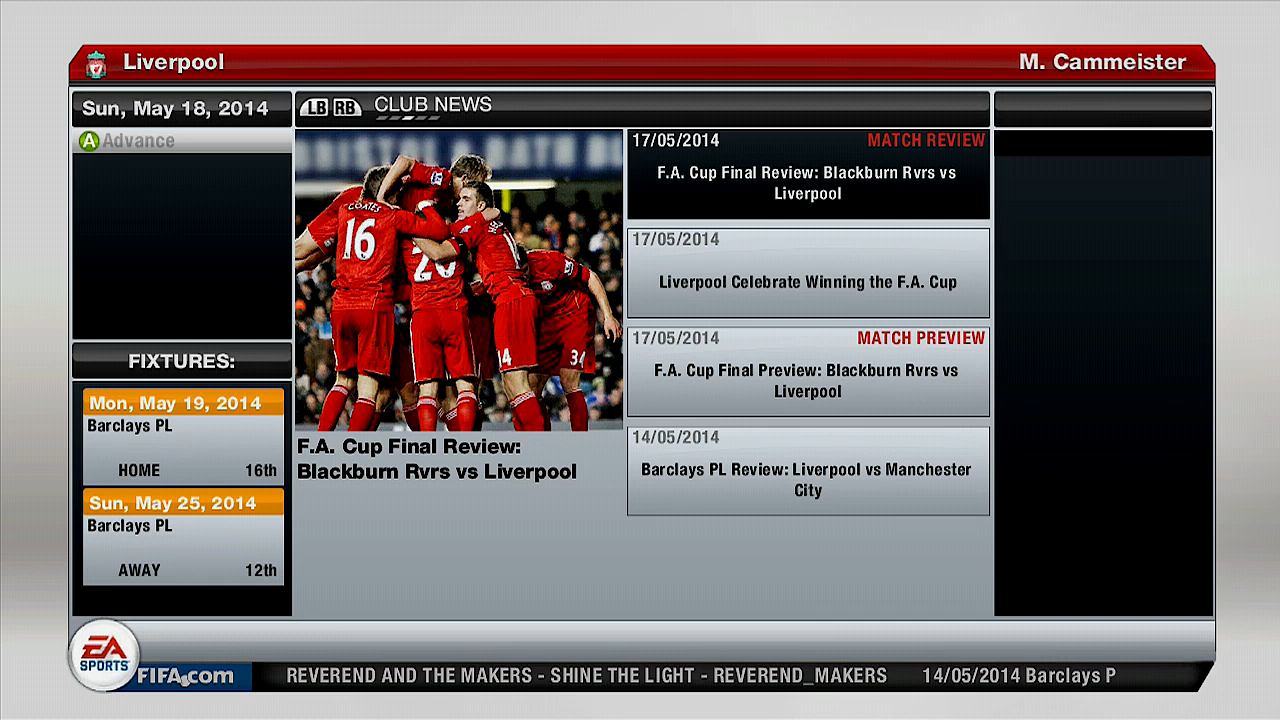 Liverpool
M. Cammeister
Sun, May 18, 2014
A Advance
LB RB CLUB NEWS
COATES
16
14
34
F.A. Cup Final Review:
Blackburn Rvrs vs Liverpool
17/05/2014 MATCH REVIEW
F.A. Cup Final Review: Blackburn Rvrs vs
Liverpool
17/05/2014
Liverpool Celebrate Winning the F.A. Cup
17/05/2014 MATCH PREVIEW
F.A. Cup Final Preview: Blackburn Rvrs vs
Liverpool
14/05/2014
Barclays PL Review: Liverpool vs Manchester
City
FIXTURES:
Mon, May 19, 2014
Barclays PL
HOME 16th
Sun, May 25, 2014
Barclays PL
AWAY 12th
EA
SPORTS
FIFA.com
REVEREND AND THE MAKERS - SHINE THE LIGHT - REVEREND_MAKERS 14/05/2014 Barclays P